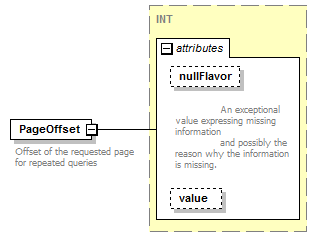 INT
attributes
nullFlavor
An exceptional
value expressing missing
information
and possibly the
reason why the information
is missing.
PageOffset
Offset of the requested page
for repeated queries
value